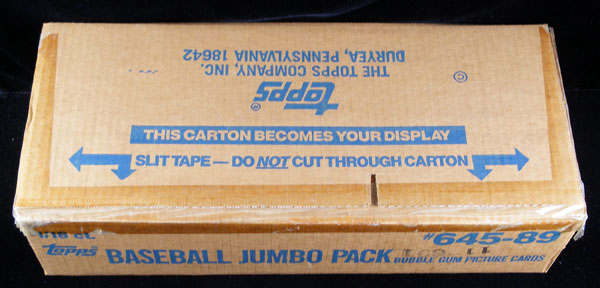 DURYEA, PENNSYLVANIA 18642
THE TOPPS COMPANY, INC.
©
topps
THIS CARTON BECOMES YOUR DISPLAY
SLIT TAPE — DO NOT CUT THROUGH CARTON
#645-89
topps BASEBALL JUMBO PACK BUBBLE GUM PICTURE CARDS